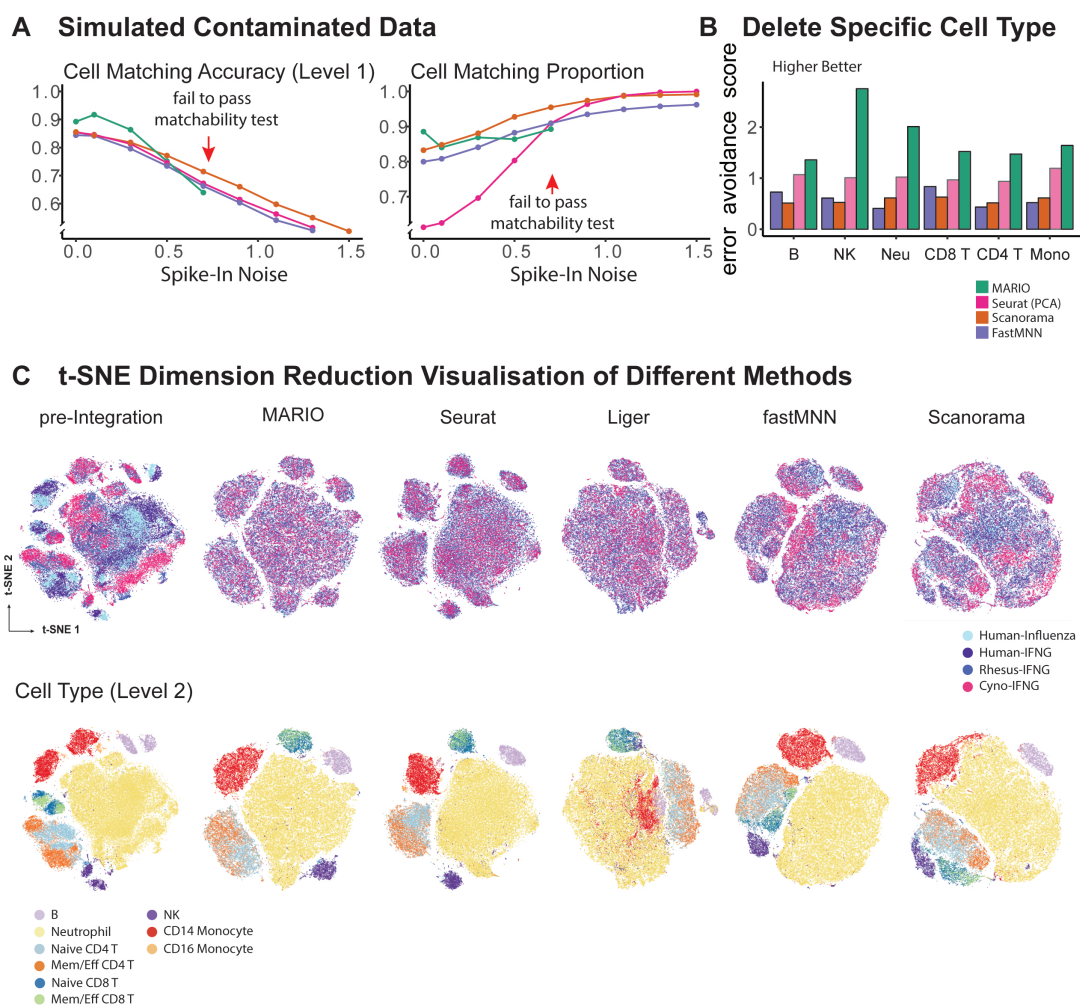 A Simulated Contaminated Data
Cell Matching Accuracy (Level 1)
fail to pass
matchability test
1.0
0.9
0.8
0.7
0.6
0.0
0.5
1.0
1.5
Spike-In Noise
Cell Matching Proportion
1.0
0.9
0.8
0.7
fail to pass
matchability test
0.0
0.5
1.0
1.5
Spike-In Noise
B Delete Specific Cell Type
Higher Better
error avoidance score
2
1
0
B
NK
Neu
CD8 T
CD4 T
Mono
MARIO
Seurat (PCA)
Scanorama
FastMNN
C t-SNE Dimension Reduction Visualisation of Different Methods
pre-Integration
MARIO
Seurat
Liger
fastMNN
Scanorama
t-SNE 2
t-SNE 1
Human-Influenza
Human-IFNG
Rhesus-IFNG
Cyno-IFNG
Cell Type (Level 2)
B
Neutrophil
Naive CD4 T
Mem/Eff CD4 T
Naive CD8 T
Mem/Eff CD8 T
NK
CD14 Monocyte
CD16 Monocyte